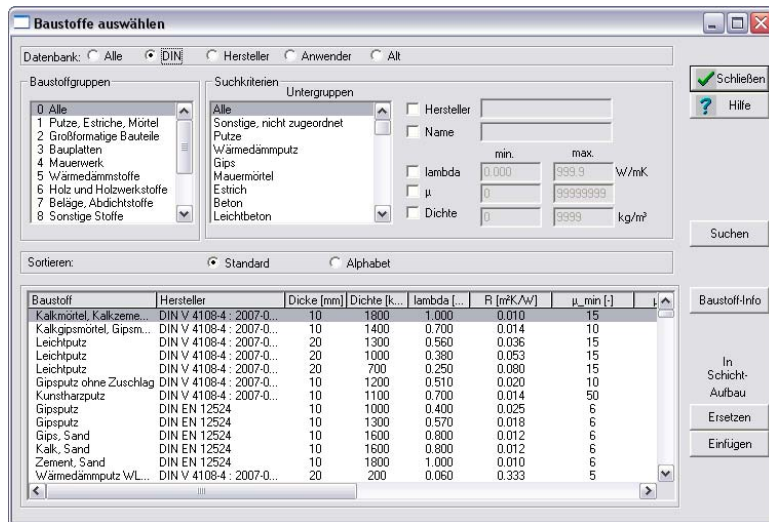 Baustoffe auswählen
Datenbank: Alle DIN Hersteller Anwender Alt
Schließen
Hilfe
Baustoffgruppen
0 Alle
1 Putze, Estriche, Mörtel
2 Großformatige Bauteile
3 Bauplatten
4 Mauerwerk
5 Wärmedämmstoffe
6 Holz und Holzwerkstoffe
7 Beläge, Abdichtstoffe
8 Sonstige Stoffe
Suchkriterien
Untergruppen
Alle
Sonstige, nicht zugeordnet
Putze
Wärmedämmputz
Gips
Mauermörtel
Estrich
Beton
Leichtbeton
Hersteller
Name
min. max.
lambda 0.000 999.9 W/mK
µ 0 99999999
Dichte 0 9999 kg/m³
Suchen
Sortieren: Standard Alphabet
Baustoff Hersteller Dicke [mm] Dichte [k... lambda [... R [m²K/W] µ_min [-] µ
Kalkmörtel, Kalkzeme... DIN V 4108-4 : 2007-0... 10 1800 1.000 0.010 15
Kalkgipsmörtel, Gipsm... DIN V 4108-4 : 2007-0... 10 1400 0.700 0.014 10
Leichtputz DIN V 4108-4 : 2007-0... 20 1300 0.560 0.036 15
Leichtputz DIN V 4108-4 : 2007-0... 20 1000 0.380 0.053 15
Leichtputz DIN V 4108-4 : 2007-0... 20 700 0.250 0.080 15
Gipsputz ohne Zuschlag DIN V 4108-4 : 2007-0... 10 1200 0.510 0.020 10
Kunstharzputz DIN V 4108-4 : 2007-0... 10 1100 0.700 0.014 50
Gipsputz DIN EN 12524 10 1000 0.400 0.025 6
Gipsputz DIN EN 12524 10 1300 0.570 0.018 6
Gips, Sand DIN EN 12524 10 1600 0.800 0.012 6
Kalk, Sand DIN EN 12524 10 1600 0.800 0.012 6
Zement, Sand DIN EN 12524 10 1800 1.000 0.010 6
Wärmedämmputz WL... DIN V 4108-4 : 2007-0... 20 200 0.060 0.333 5
Baustoff-Info
In
Schicht-
Aufbau
Ersetzen
Einfügen